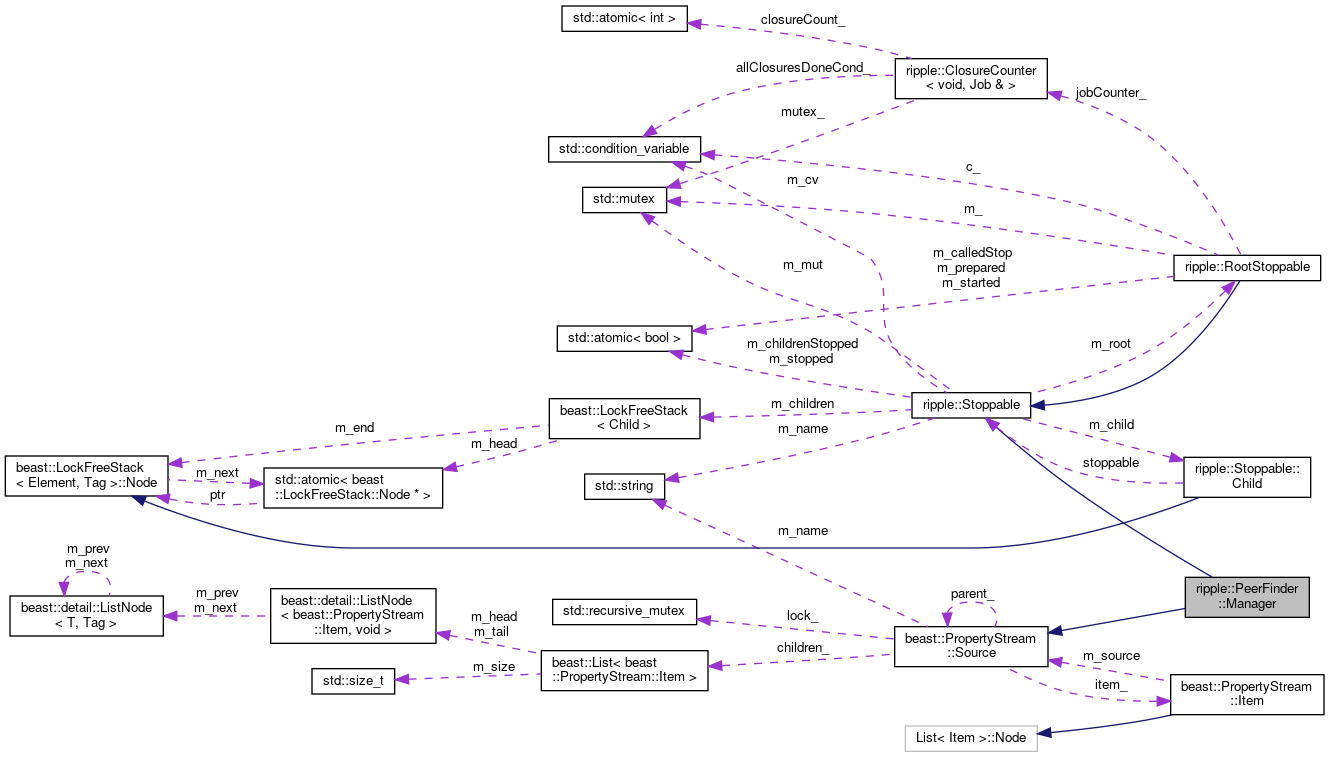 std::atomic< int >
closureCount_
ripple::ClosureCounter
< void, Job & >
allClosuresDoneCond_
jobCounter_
mutex_
std::condition_variable
c_
m_cv
std::mutex
m_
m_mut
m_calledStop
m_prepared
m_started
ripple::RootStoppable
std::atomic< bool >
m_childrenStopped
m_stopped
m_root
beast::LockFreeStack
< Child >
m_children
ripple::Stoppable
m_end
m_name
m_child
m_head
beast::LockFreeStack
< Element, Tag >::Node
m_next
ptr
std::atomic< beast
::LockFreeStack::Node * >
std::string
stoppable
ripple::Stoppable::
Child
m_name
m_prev
m_next
beast::detail::ListNode
< T, Tag >
m_prev
m_next
beast::detail::ListNode
< beast::PropertyStream
::Item, void >
m_head
m_tail
std::recursive_mutex
lock_
parent_
ripple::PeerFinder
::Manager
beast::PropertyStream
::Source
children_
m_source
std::size_t
m_size
beast::List< beast
::PropertyStream::Item >
item_
beast::PropertyStream
::Item
List< Item >::Node